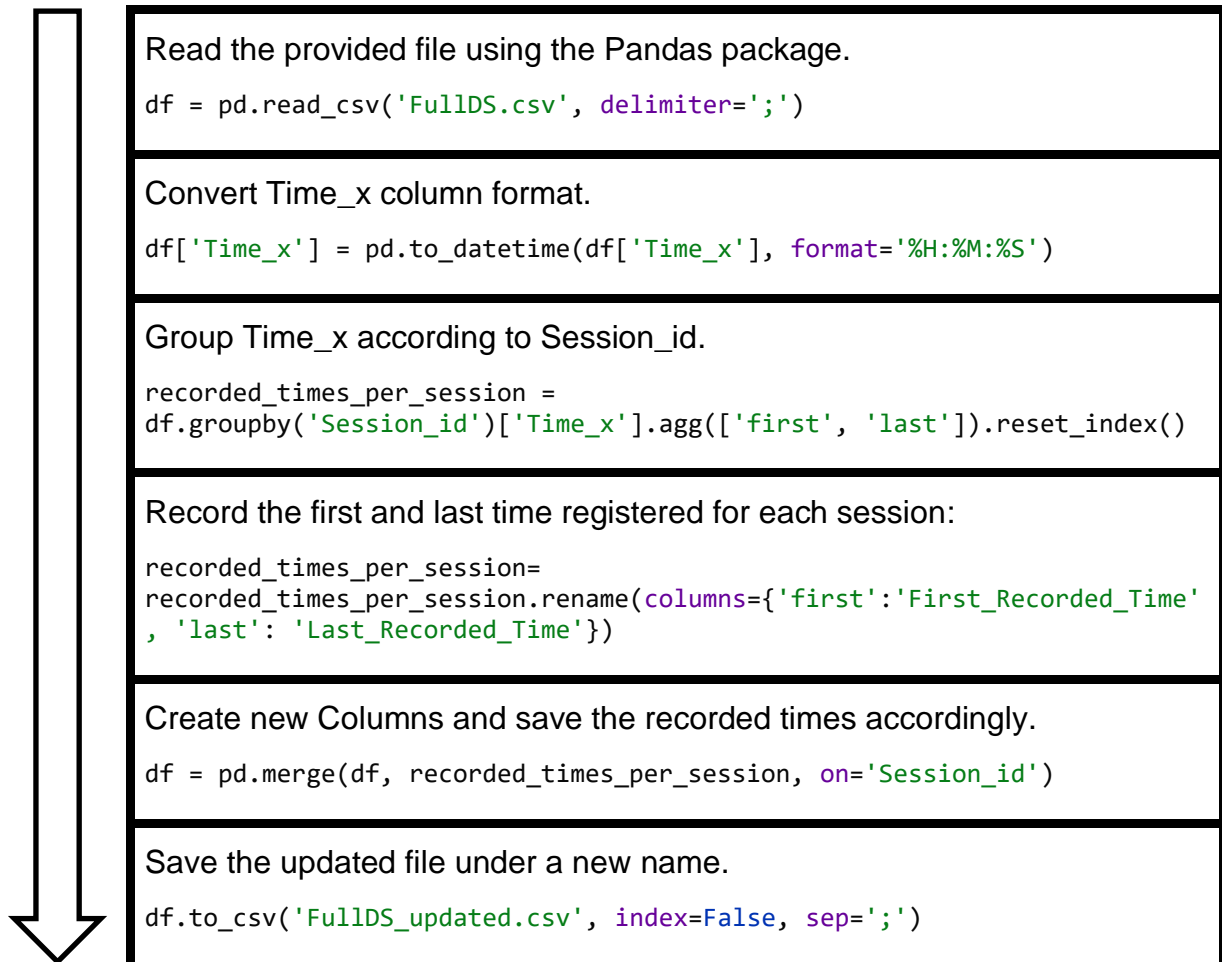 Read the provided file using the Pandas package.
df = pd.read_csv('FullDS.csv', delimiter=';')
Convert Time_x column format.
df['Time_x'] = pd.to_datetime(df['Time_x'], format='%H:%M:%S')
Group Time_x according to Session_id.
recorded_times_per_session =
df.groupby('Session_id')['Time_x'].agg(['first', 'last']).reset_index()
Record the first and last time registered for each session:
recorded_times_per_session=
recorded_times_per_session.rename(columns={'first':'First_Recorded_Time'
, 'last': 'Last_Recorded_Time'})
Create new Columns and save the recorded times accordingly.
df = pd.merge(df, recorded_times_per_session, on='Session_id')
Save the updated file under a new name.
df.to_csv('FullDS_updated.csv', index=False, sep=';')